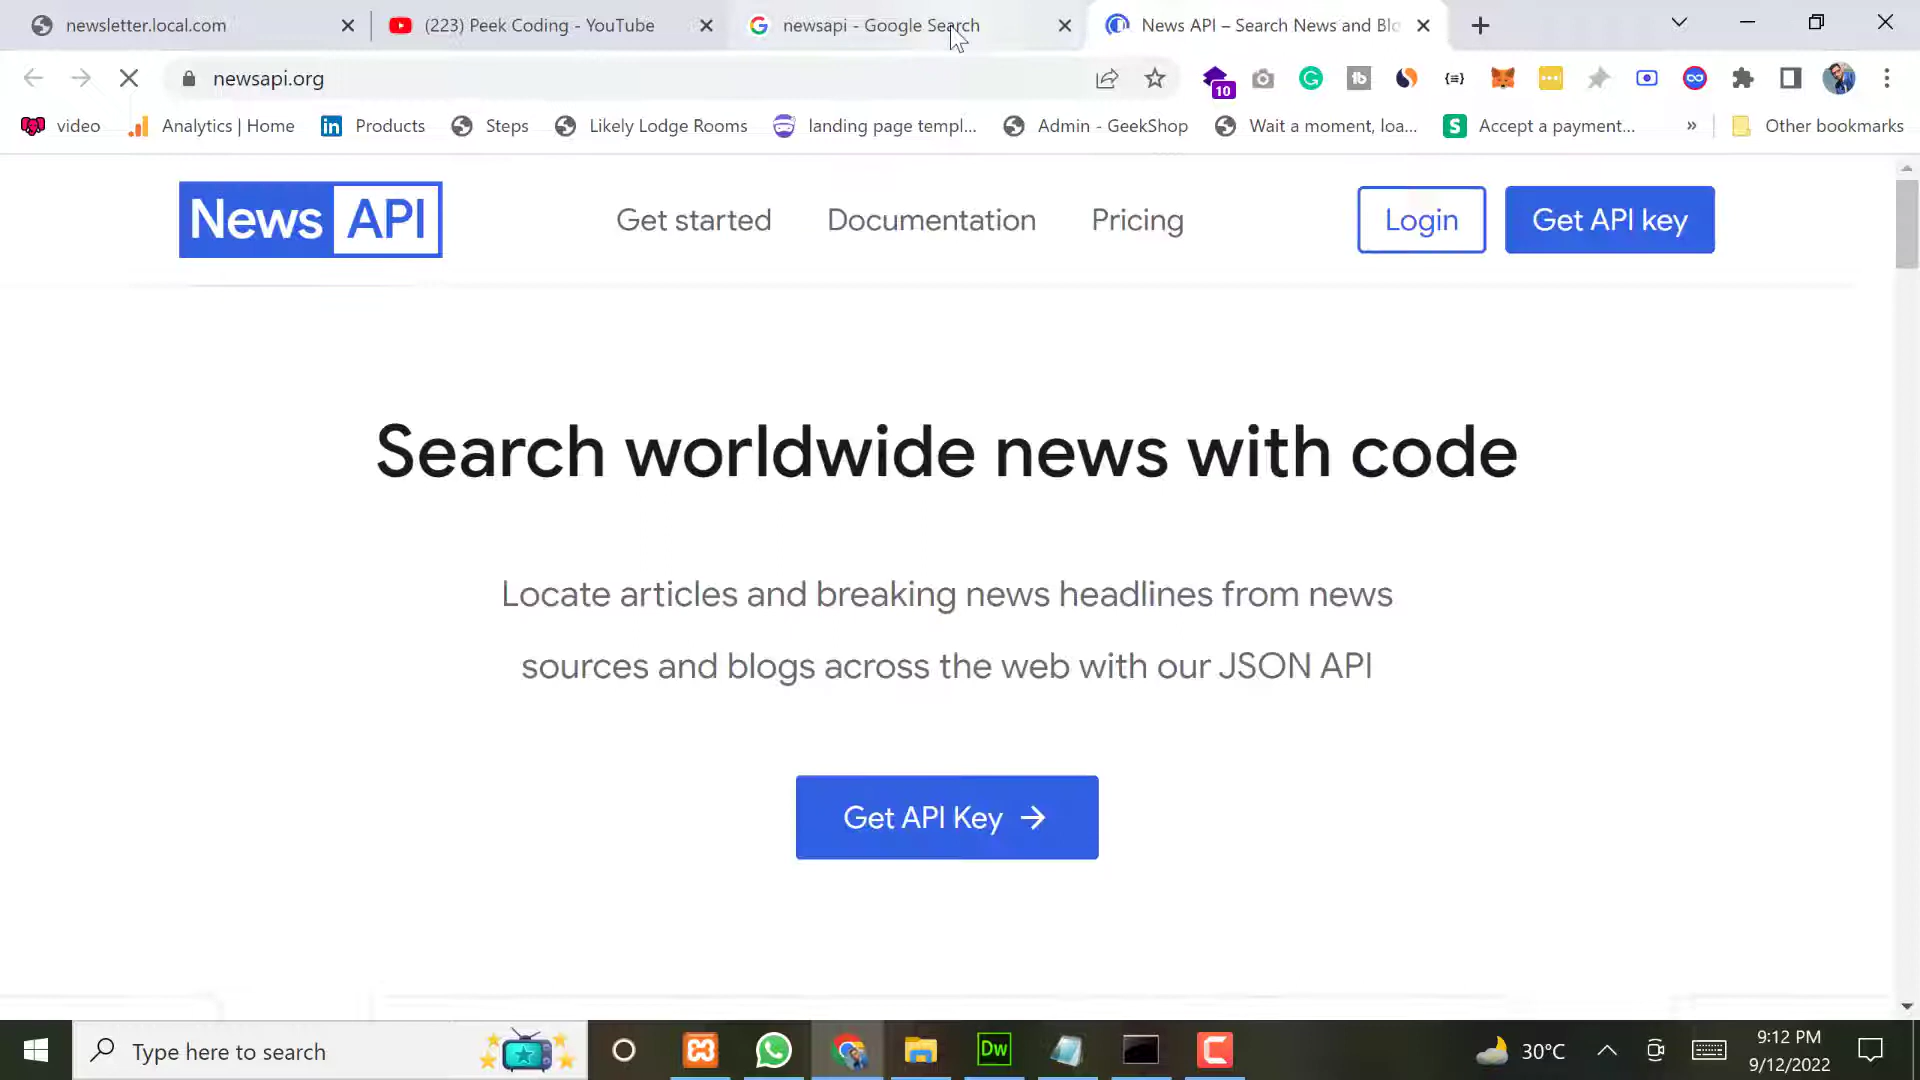 newsletter.local.com
(223) Peek Coding - YouTube
newsapi - Google Search
News API – Search News and Blo
newsapi.org
10
video
Analytics | Home
Products
Steps
Likely Lodge Rooms
landing page templ...
Admin - GeekShop
Wait a moment, loa...
Accept a payment...
»
Other bookmarks
News API
Get started
Documentation
Pricing
Login
Get API key
Search worldwide news with code
Locate articles and breaking news headlines from news
sources and blogs across the web with our JSON API
Get API Key →
Type here to search
Dw
30°C
9:12 PM
9/12/2022